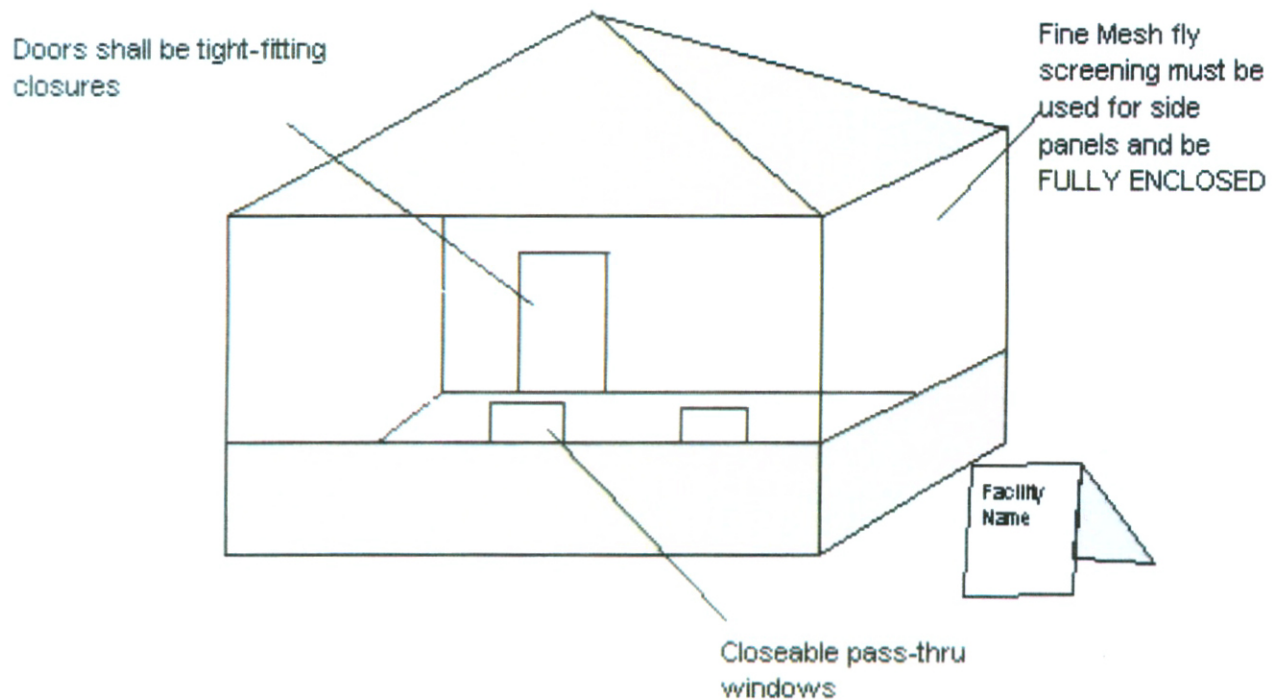 Doors shall be tight-fitting
closures
Fine Mesh fly
screening must be
used for side
panels and be
FULLY ENCLOSED
Facility
Name
Closeable pass-thru
windows